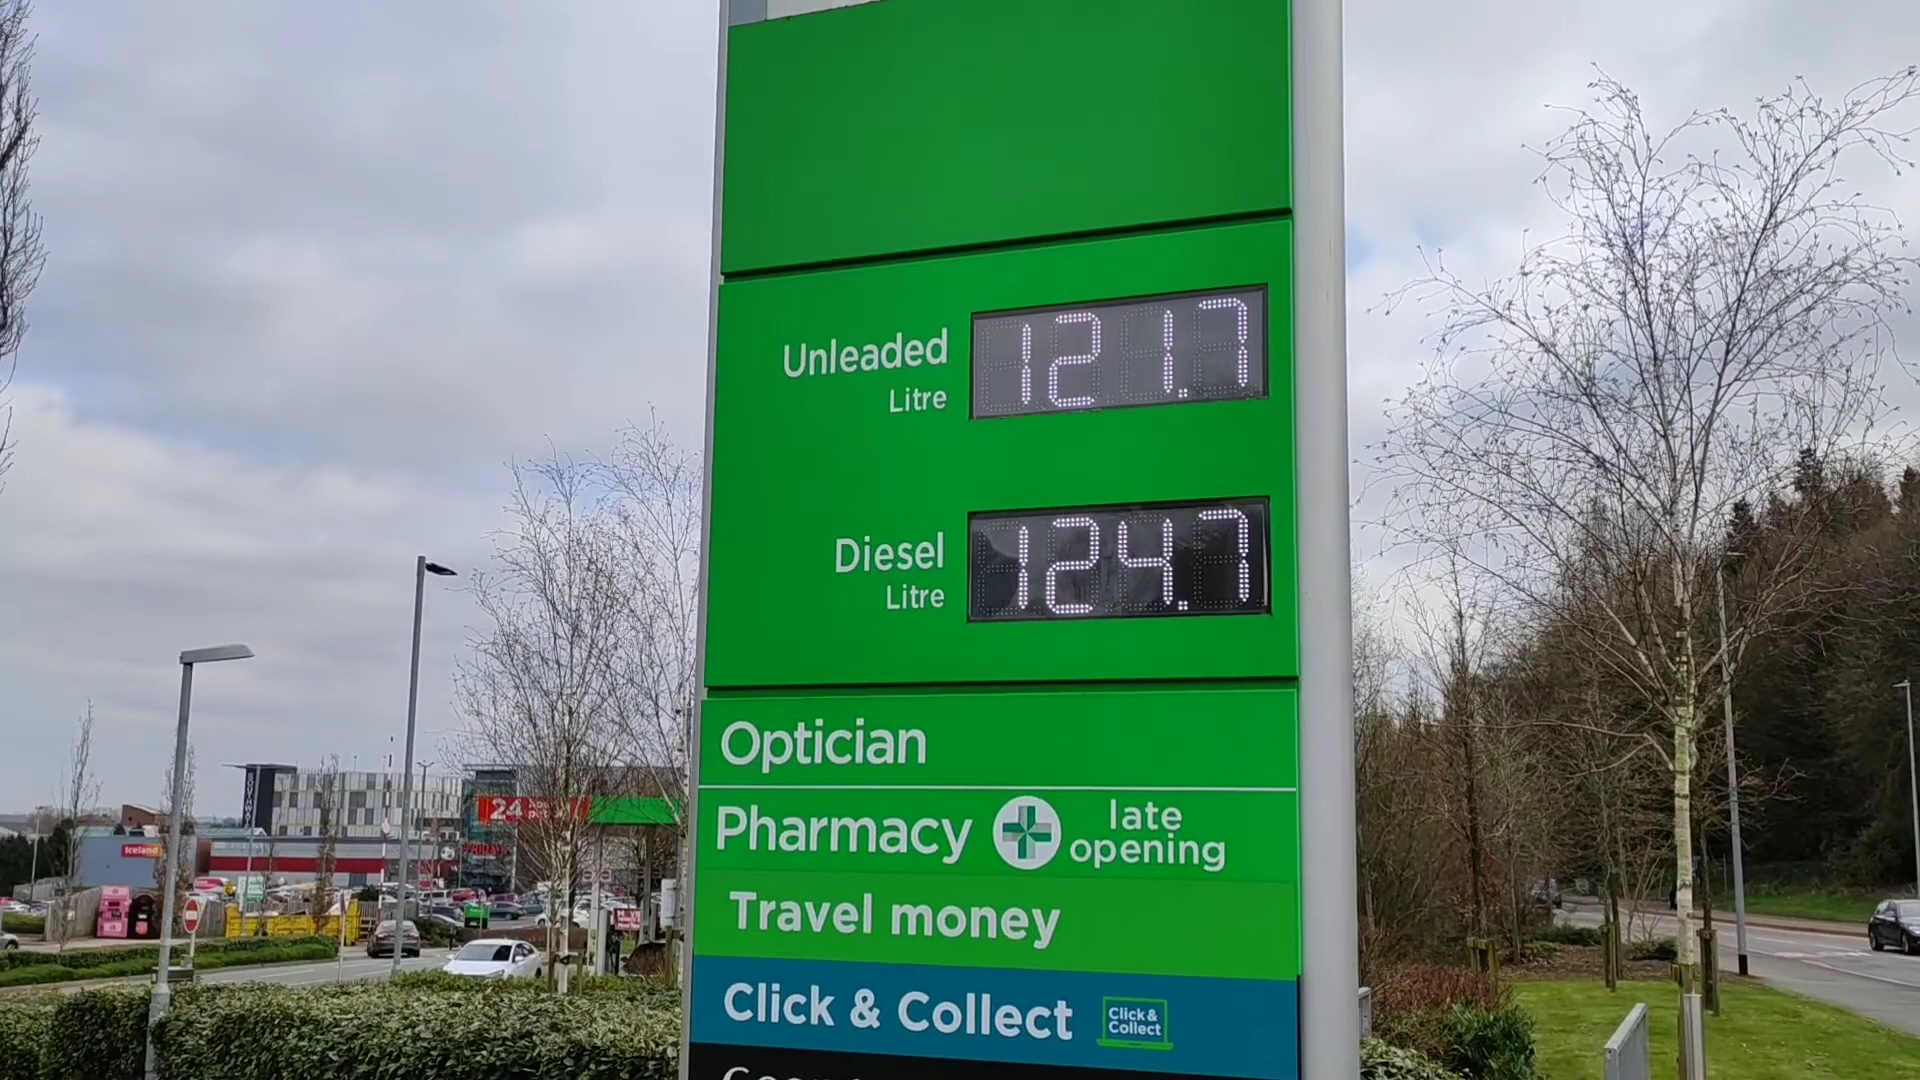 Unleaded
Litre
121.7
Diesel
Litre
124.7
Optician
Pharmacy
late
opening
Travel money
Click & Collect
Click &
Collect
24
Iceland